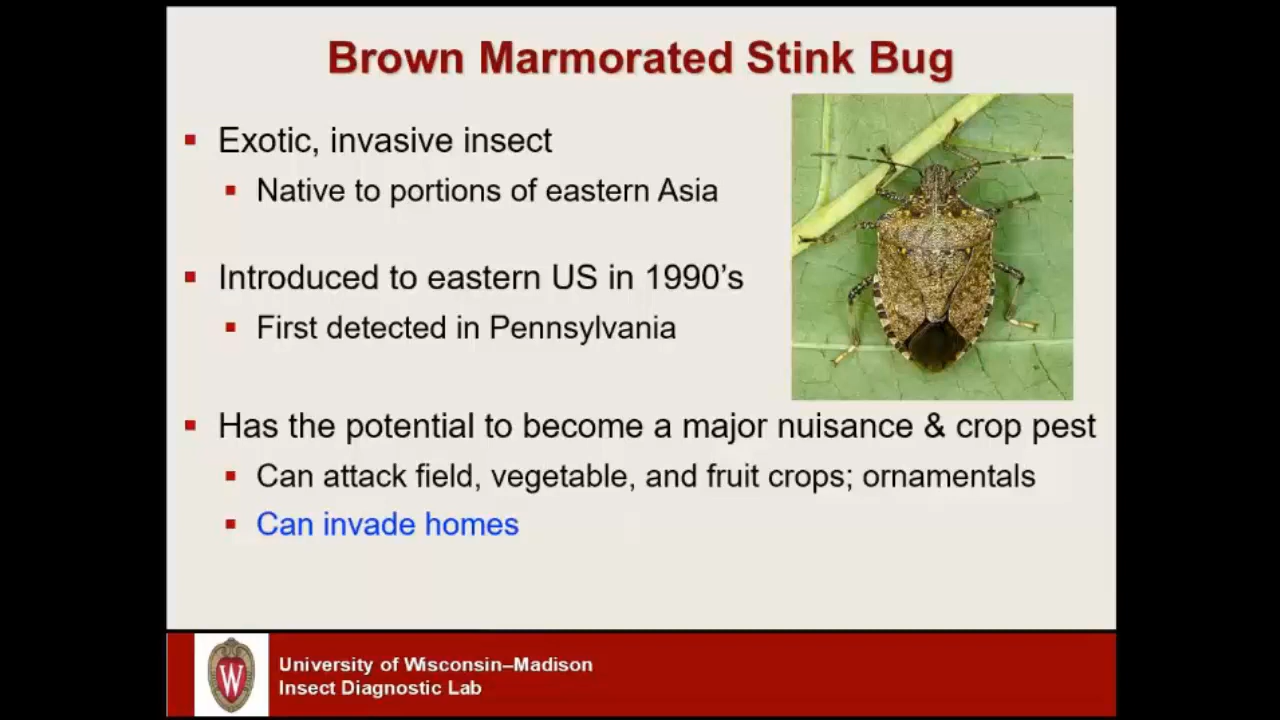 Brown Marmorated Stink Bug
Exotic, invasive insect
Native to portions of eastern Asia
Introduced to eastern US in 1990’s
First detected in Pennsylvania
Has the potential to become a major nuisance & crop pest
Can attack field, vegetable, and fruit crops; ornamentals
Can invade homes
W
University of Wisconsin–Madison
Insect Diagnostic Lab